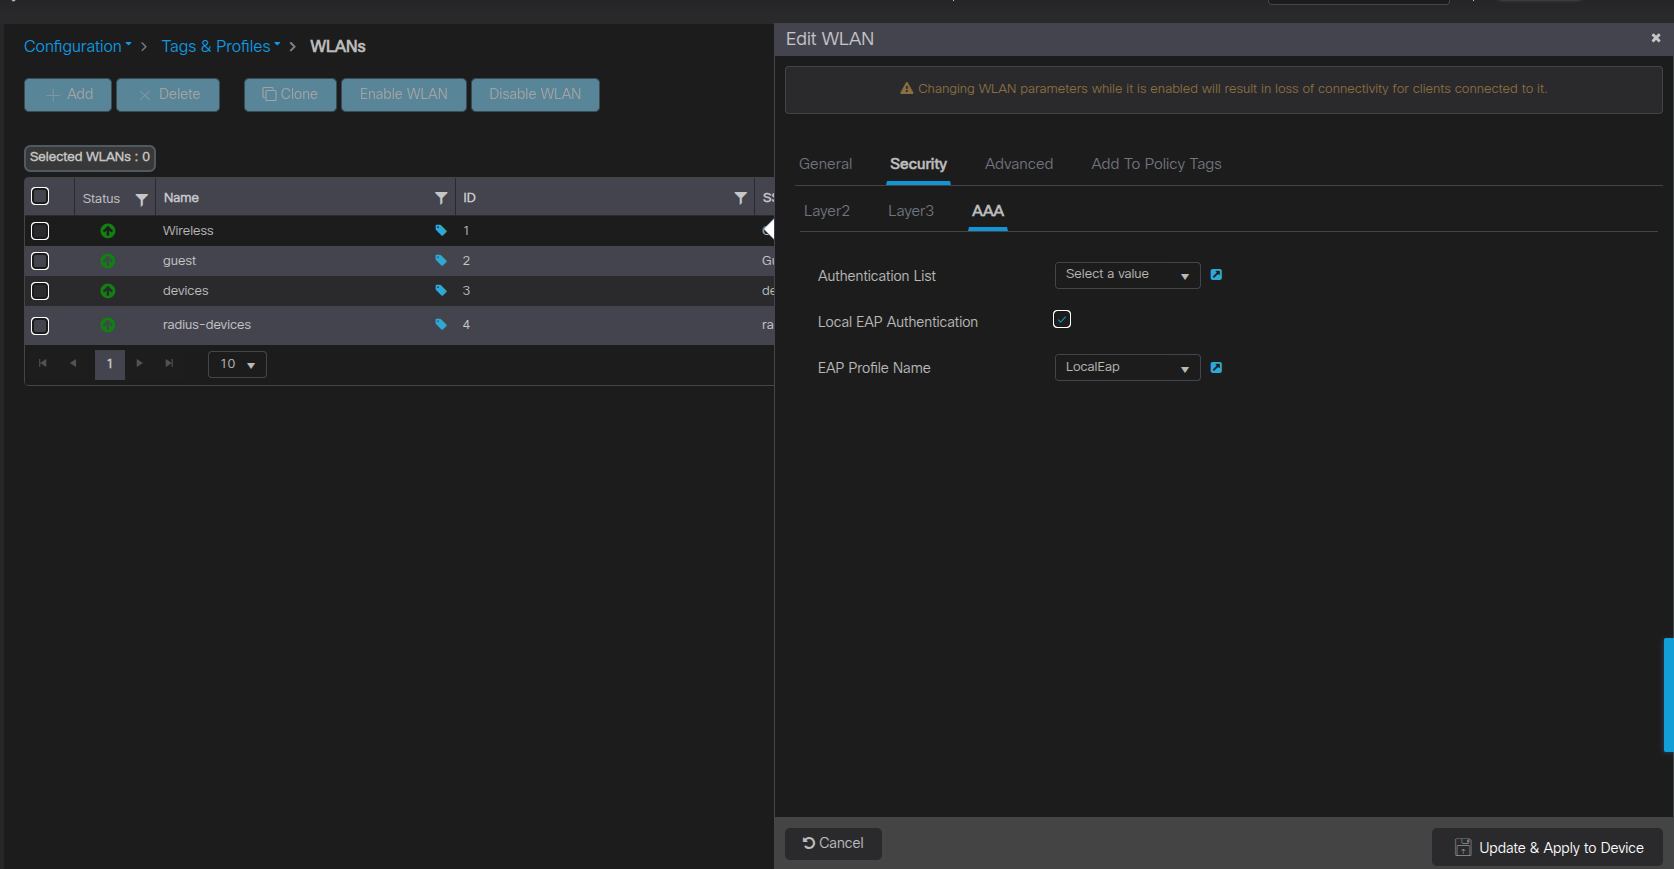 Configuration > Tags & Profiles > WLANs
Add Delete Clone Enable WLAN Disable WLAN
Selected WLANs : 0
Status Name ID
Wireless 1
guest 2
devices 3
radius-devices 4
1 10
Edit WLAN
Changing WLAN parameters while it is enabled will result in loss of connectivity for clients connected to it.
General Security Advanced Add To Policy Tags
Layer2 Layer3 AAA
Authentication List Select a value
Local EAP Authentication
EAP Profile Name LocalEap
Cancel Update & Apply to Device